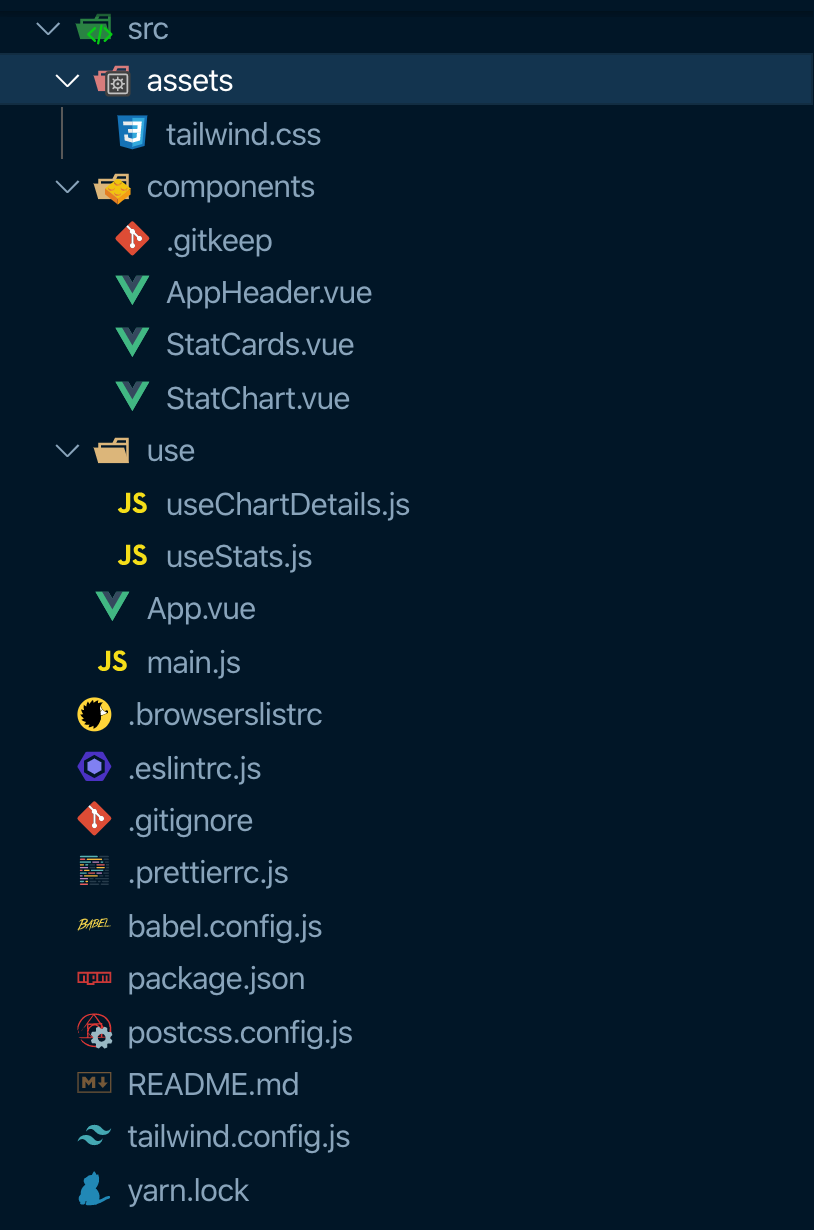 src
assets
tailwind.css
components
.gitkeep
AppHeader.vue
StatCards.vue
StatChart.vue
use
JS useChartDetails.js
JS useStats.js
App.vue
JS main.js
.browserslistrc
.eslintrc.js
.gitignore
.prettierrc.js
BABEL babel.config.js
npm package.json
postcss.config.js
M README.md
tailwind.config.js
yarn.lock